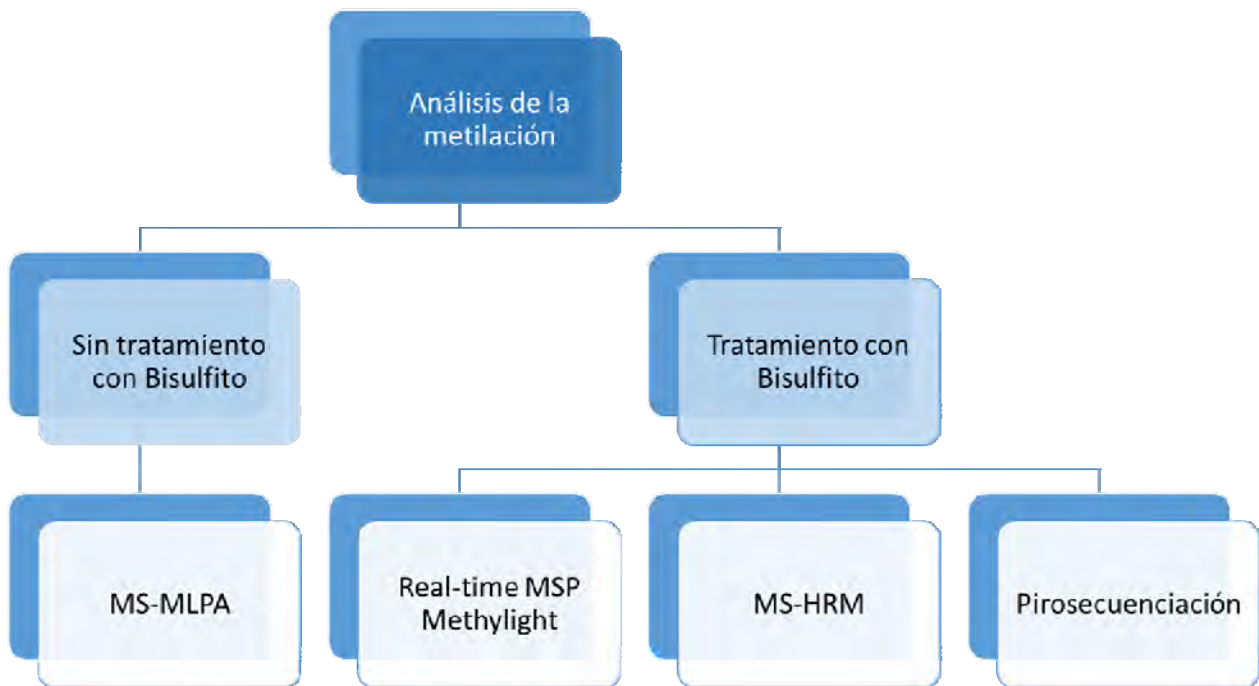 Análisis de la
metilación
Sin tratamiento
con Bisulfito
Tratamiento con
Bisulfito
MS-MLPA
Real-time MSP
Methylight
MS-HRM
Pirosecuenciación